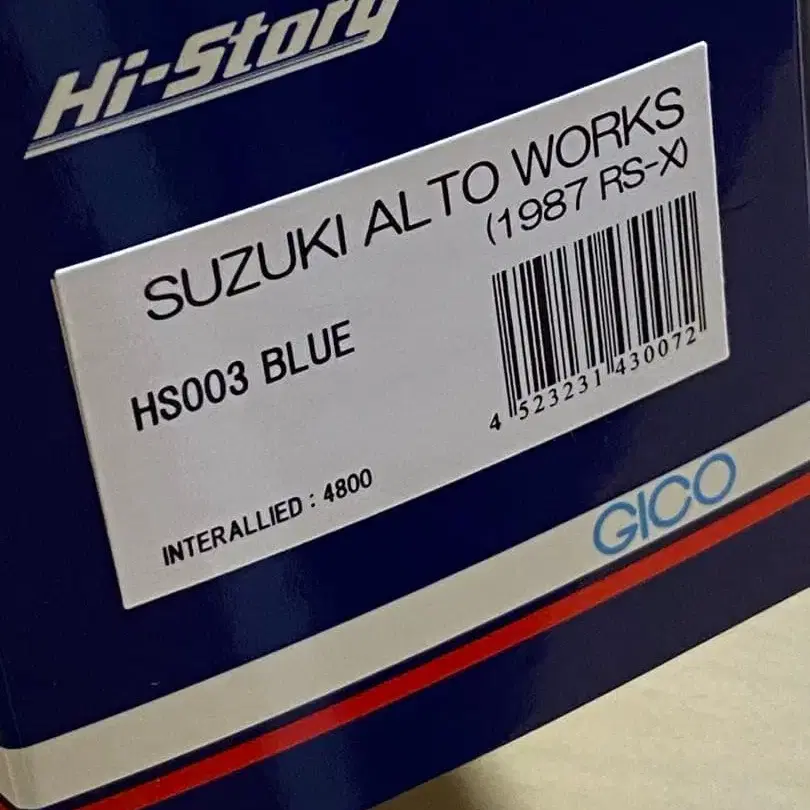 Hi-Story
SUZUKI ALTO WORKS
(1987 RS-X)
HS003 BLUE
4 523231 430072
INTERALLIED : 4800
GICO